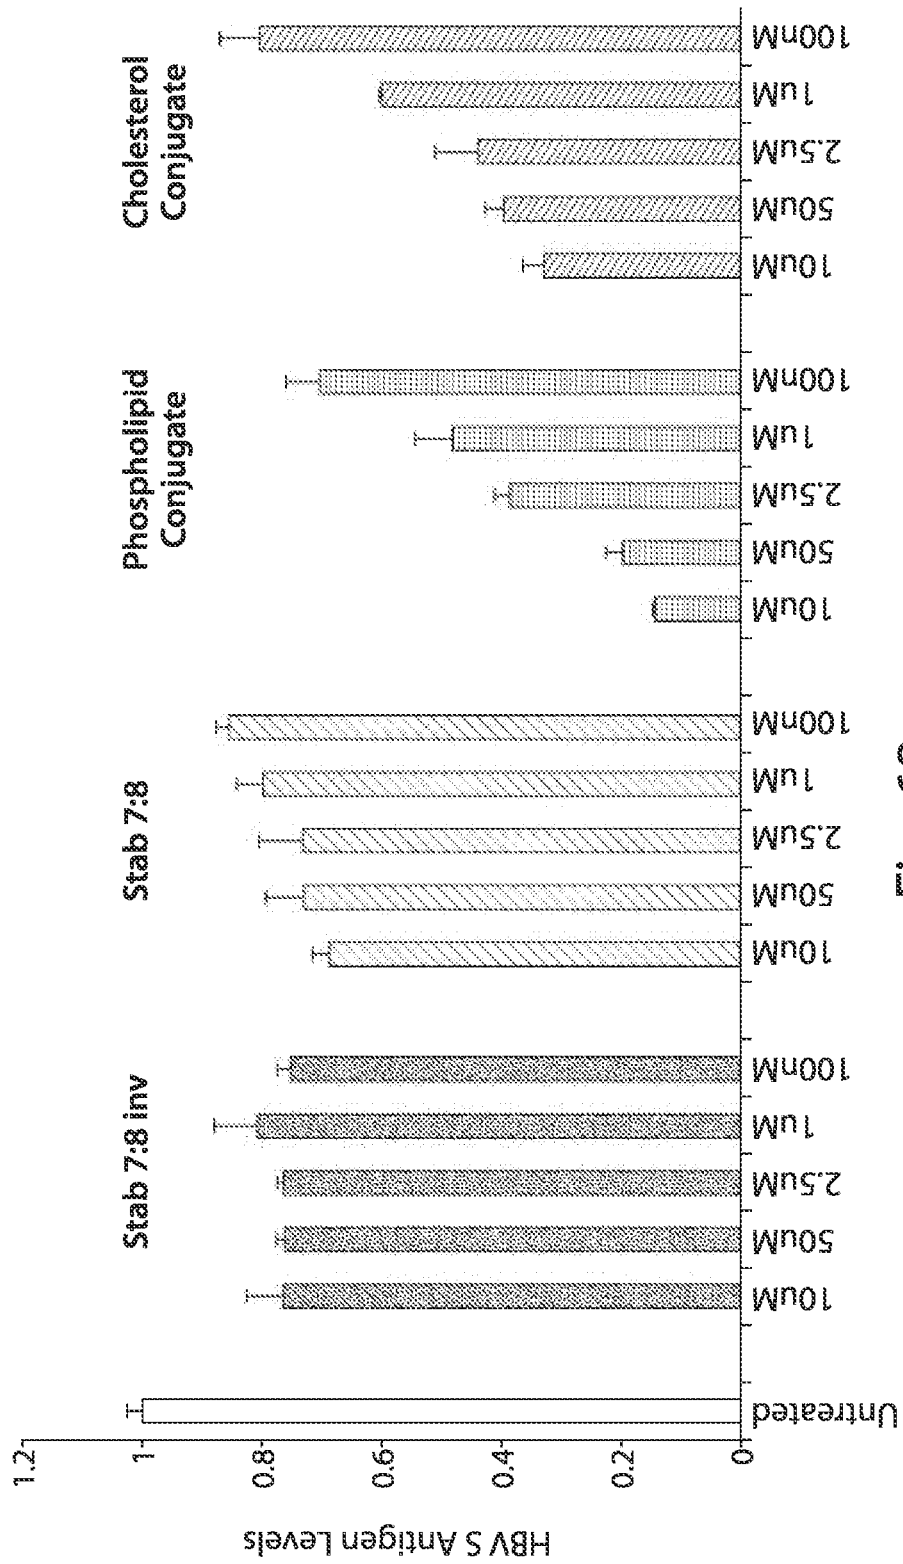 Stab 7:8 inv
Stab 7:8
Phospholipid
Conjugate
Cholesterol
Conjugate
HBV S Antigen Levels
1.2
1
0.8
0.6
0.4
0.2
0
Untreated
10uM
50uM
2.5uM
1uM
100nM
10uM
50uM
2.5uM
1uM
100nM
10uM
50uM
2.5uM
1uM
100nM
10uM
50uM
2.5uM
1uM
100nM